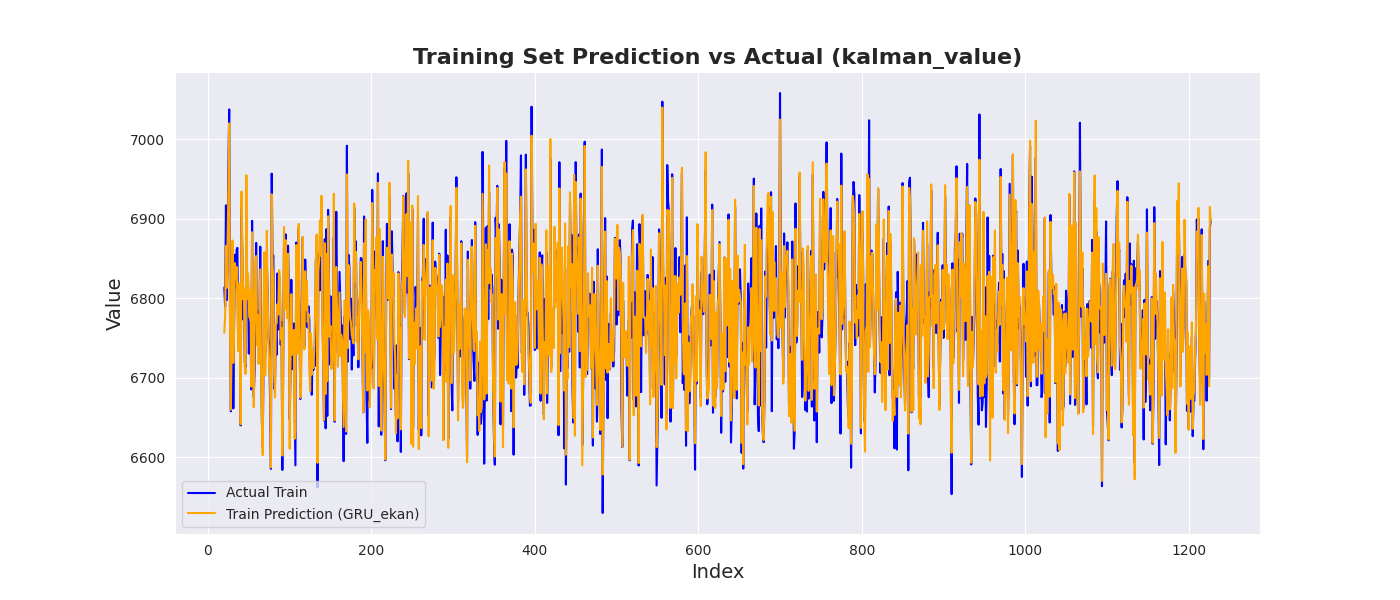 Training Set Prediction vs Actual (kalman_value)
Value
7000
6900
6800
6700
6600
Actual Train
Train Prediction (GRU_ekan)
0 200 400 600 800 1000 1200
Index